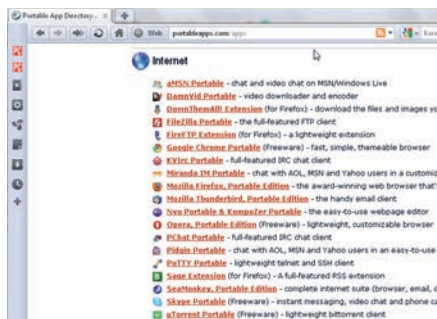 Portable App Directory...
Web
portableapps.com/apps
Internet
aMSN Portable - chat and video chat on MSN/Windows Live
DamnVid Portable - video downloader and encoder
DownThemAll! Extension (for Firefox) - download the files and images yo
FileZilla Portable - the full-featured FTP client
FireFTP Extension (for Firefox) - a lightweight extension
Google Chrome Portable (Freeware) - fast, simple, themeable browser
KVIrc Portable - full-featured IRC chat client
Miranda IM Portable - chat with AOL, MSN and Yahoo users in a customiz
Mozilla Firefox, Portable Edition - the award-winning web browser that'
Mozilla Thunderbird, Portable Edition - the handy email client
Nvu Portable & KompoZer Portable - the easy-to-use webpage editor
Opera, Portable Edition (Freeware) - lightweight, customizable browser
PChat Portable - full-featured IRC chat client
Pidgin Portable - chat with AOL, MSN and Yahoo users in an easy-to-use
PuTTY Portable - lightweight telnet and SSH client
Sage Extension (for Firefox) - A full-featured RSS extension
SeaMonkey, Portable Edition - complete internet suite (browser, email, c
Skype Portable (Freeware) - instant messaging, video chat and phone ca
uTorrent Portable (Freeware) - lightweight bittorrent client